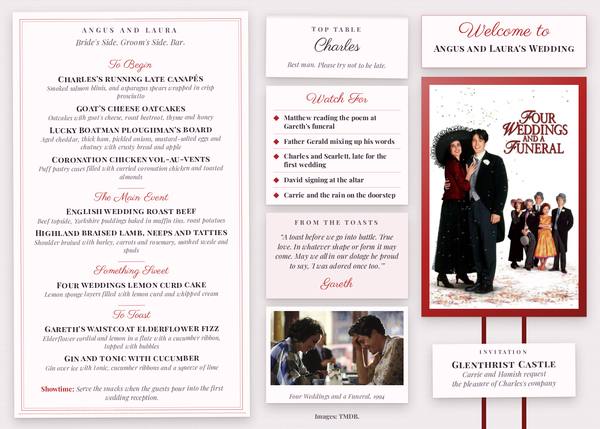 ANGUS AND LAURA
Bride's Side. Groom's Side. Bar.
To Begin
CHARLES'S RUNNING LATE CANAPÉS
Smoked salmon blinis, and asparagus spears wrapped in crisp
prosciutto
GOAT'S CHEESE OATCAKES
Oatcakes with goat's cheese, roast beetroot, thyme and honey
LUCKY BOATMAN PLOUGHMAN'S BOARD
Aged cheddar, thick ham, pickled onions, mustard-salted eggs and
chutney with crusty bread and apple
CORONATION CHICKEN VOL-AU-VENTS
Puff pastry cases filled with curried coronation chicken and toasted
almonds
The Main Event
ENGLISH WEDDING ROAST BEEF
Beef topside, Yorkshire puddings baked in muffin tins, roast potatoes
HIGHLAND BRAISED LAMB, NEEPS AND TATTIES
Shoulder braised with barley, carrots and rosemary, mashed swede and
spuds
Something Sweet
FOUR WEDDINGS LEMON CURD CAKE
Lemon sponge layers filled with lemon curd and whipped cream
To Toast
GARETH'S WAISTCOAT ELDERFLOWER FIZZ
Elderflower cordial and lemon in a flute with a cucumber ribbon,
topped with bubbles
GIN AND TONIC WITH CUCUMBER
Gin over ice with tonic, cucumber ribbons and a squeeze of lime
Showtime: Serve the snacks when the guests pour into the first
wedding reception.
TOP TABLE
Charles
Best man. Please try not to be late.
Watch For
Matthew reading the poem at
Gareth's funeral
Father Gerald mixing up his words
Charles and Scarlett, late for the
first wedding
David signing at the altar
Carrie and the rain on the doorstep
FROM THE TOASTS
"A toast before we go into battle. True
love. In whatever shape or form it may
come. May we all in our dotage be proud
to say, 'I was adored once too.'"
Gareth
Four Weddings and a Funeral, 1994
Images: TMDB.
Welcome to
ANGUS AND LAURA'S WEDDING
FOUR
WEDDINGS
AND A
FUNERAL
INVITATION
GLENTHRIST CASTLE
Carrie and Hamish request
the pleasure of Charles's company